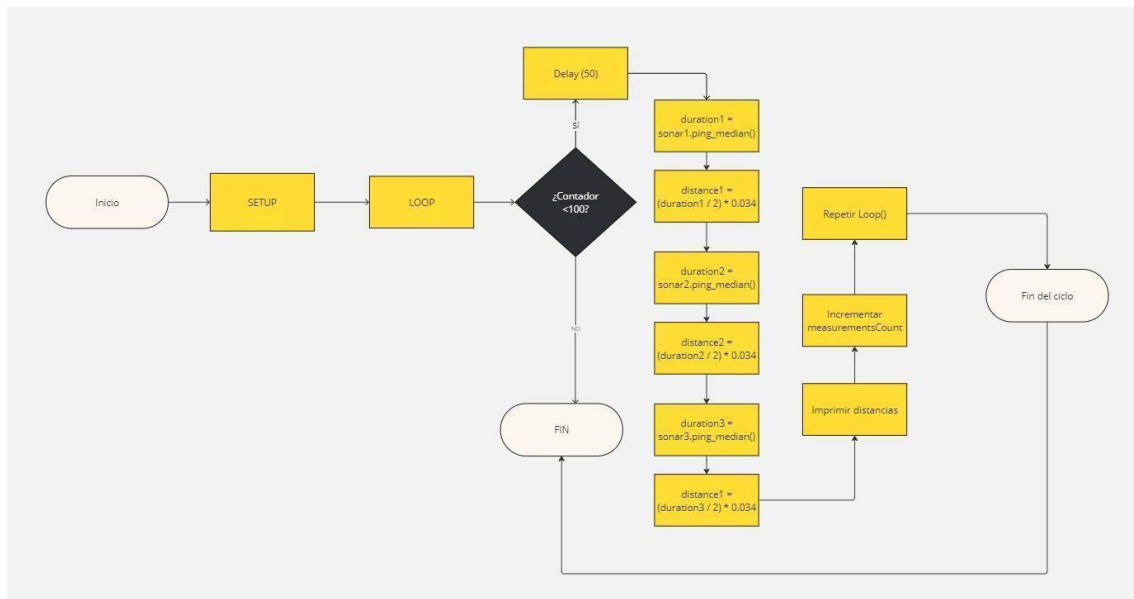 Inicio
SETUP
LOOP
¿Contador
<100?
SÍ
NO
FIN
Delay (50)
duration1 =
sonar1.ping_median()
distance1 =
(duration1 / 2) * 0.034
duration2 =
sonar2.ping_median()
distance2 =
(duration2 / 2) * 0.034
duration3 =
sonar3.ping_median()
distance1 =
(duration3 / 2) * 0.034
Imprimir distancias
Incrementar
measurementsCount
Repetir Loop()
Fin del ciclo